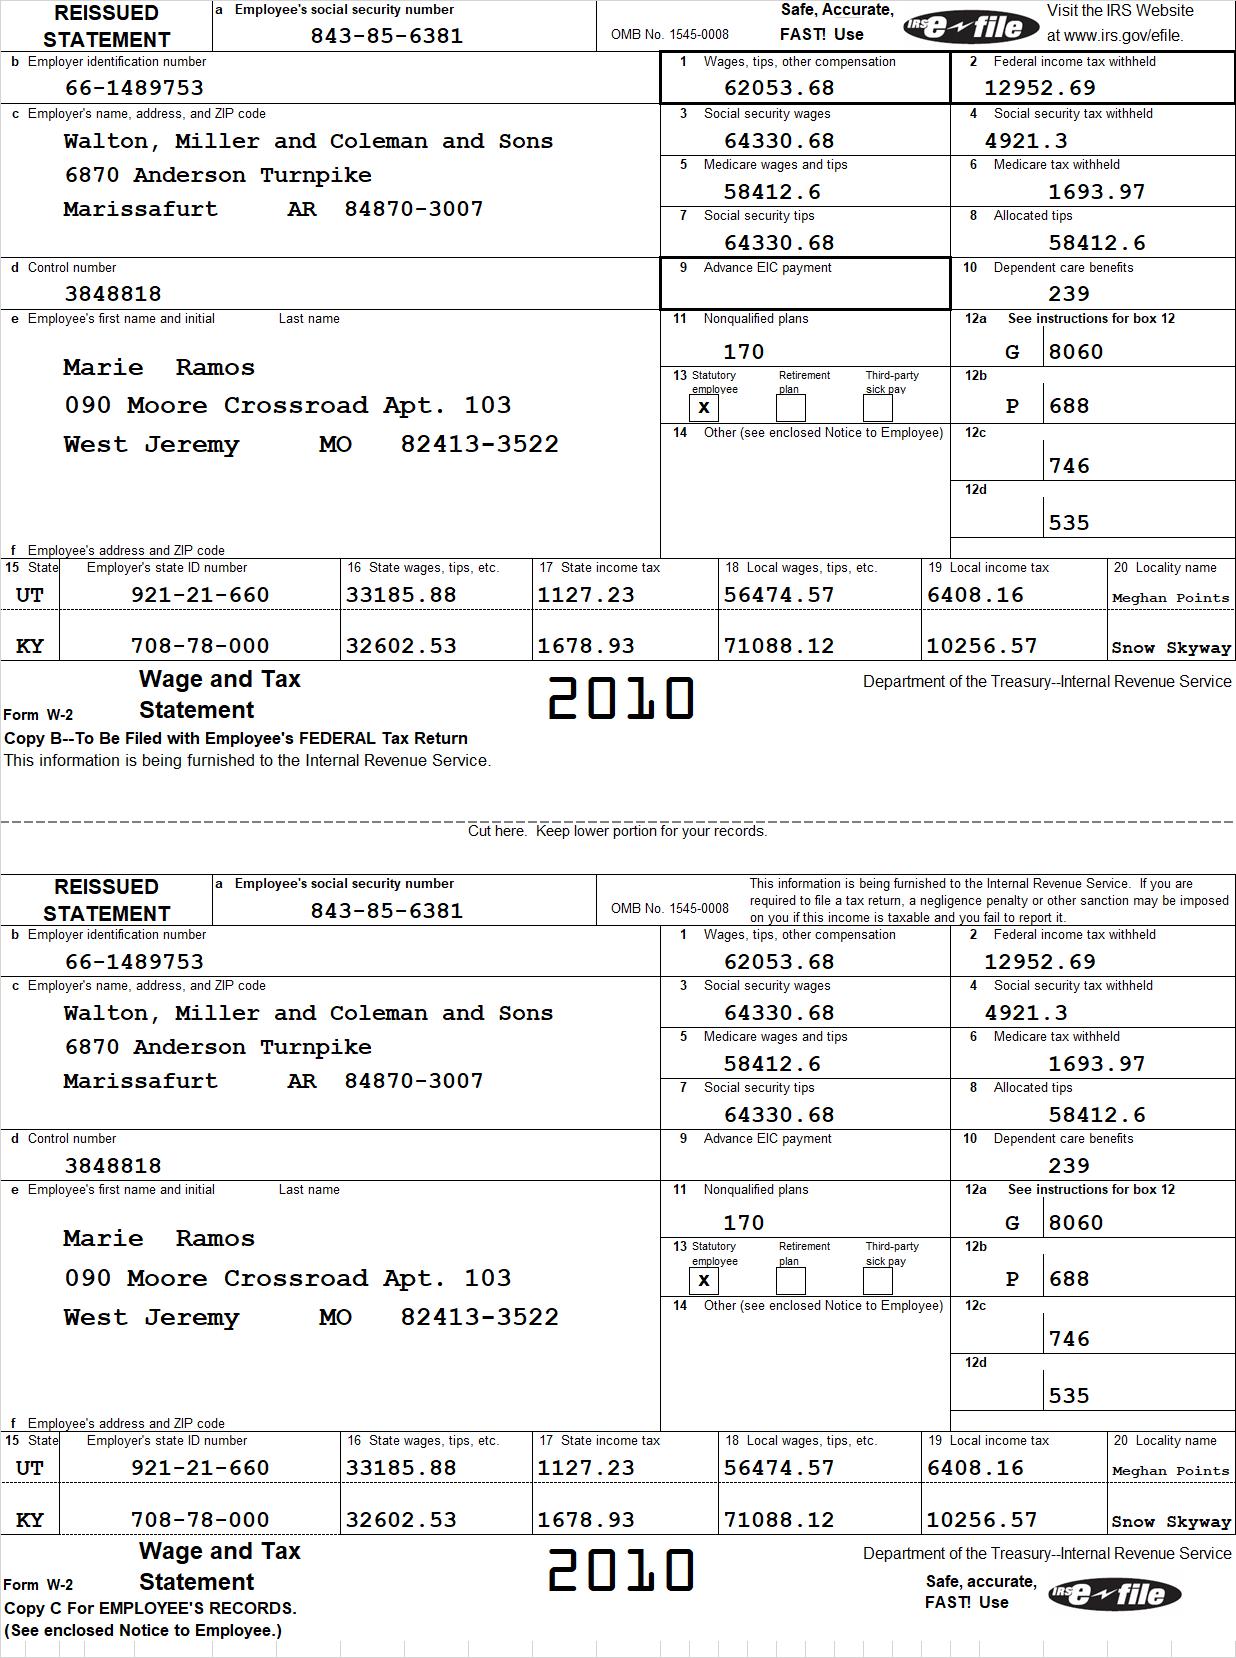 REISSUED STATEMENT
a Employee's social security number
843-85-6381
OMB No. 1545-0008
Safe, Accurate, FAST! Use
IRS e-file
Visit the IRS Website at www.irs.gov/efile.
b Employer identification number
66-1489753
1 Wages, tips, other compensation
62053.68
2 Federal income tax withheld
12952.69
c Employer's name, address, and ZIP code
Walton, Miller and Coleman and Sons
6870 Anderson Turnpike
Marissafurt AR 84870-3007
3 Social security wages
64330.68
4 Social security tax withheld
4921.3
5 Medicare wages and tips
58412.6
6 Medicare tax withheld
1693.97
7 Social security tips
64330.68
8 Allocated tips
58412.6
d Control number
3848818
9 Advance EIC payment
10 Dependent care benefits
239
e Employee's first name and initial Last name
Marie Ramos
090 Moore Crossroad Apt. 103
West Jeremy MO 82413-3522
11 Nonqualified plans
170
12a See instructions for box 12
G 8060
13 Statutory employee Retirement plan Third-party sick pay
X
12b
P 688
14 Other (see enclosed Notice to Employee)
12c
746
12d
535
f Employee's address and ZIP code
15 State Employer's state ID number 16 State wages, tips, etc. 17 State income tax 18 Local wages, tips, etc. 19 Local income tax 20 Locality name
UT 921-21-660 33185.88 1127.23 56474.57 6408.16 Meghan Points
KY 708-78-000 32602.53 1678.93 71088.12 10256.57 Snow Skyway
Wage and Tax
Form W-2 Statement
2010
Department of the Treasury--Internal Revenue Service
Copy B--To Be Filed with Employee's FEDERAL Tax Return
This information is being furnished to the Internal Revenue Service.
Cut here. Keep lower portion for your records.
REISSUED STATEMENT
a Employee's social security number
843-85-6381
OMB No. 1545-0008
This information is being furnished to the Internal Revenue Service. If you are
required to file a tax return, a negligence penalty or other sanction may be imposed
on you if this income is taxable and you fail to report it.
b Employer identification number
66-1489753
1 Wages, tips, other compensation
62053.68
2 Federal income tax withheld
12952.69
c Employer's name, address, and ZIP code
Walton, Miller and Coleman and Sons
6870 Anderson Turnpike
Marissafurt AR 84870-3007
3 Social security wages
64330.68
4 Social security tax withheld
4921.3
5 Medicare wages and tips
58412.6
6 Medicare tax withheld
1693.97
7 Social security tips
64330.68
8 Allocated tips
58412.6
d Control number
3848818
9 Advance EIC payment
10 Dependent care benefits
239
e Employee's first name and initial Last name
Marie Ramos
090 Moore Crossroad Apt. 103
West Jeremy MO 82413-3522
11 Nonqualified plans
170
12a See instructions for box 12
G 8060
13 Statutory employee Retirement plan Third-party sick pay
X
12b
P 688
14 Other (see enclosed Notice to Employee)
12c
746
12d
535
f Employee's address and ZIP code
15 State Employer's state ID number 16 State wages, tips, etc. 17 State income tax 18 Local wages, tips, etc. 19 Local income tax 20 Locality name
UT 921-21-660 33185.88 1127.23 56474.57 6408.16 Meghan Points
KY 708-78-000 32602.53 1678.93 71088.12 10256.57 Snow Skyway
Wage and Tax
Form W-2 Statement
2010
Department of the Treasury--Internal Revenue Service
Safe, accurate,
FAST! Use
IRS e-file
Copy C For EMPLOYEE'S RECORDS.
(See enclosed Notice to Employee.)